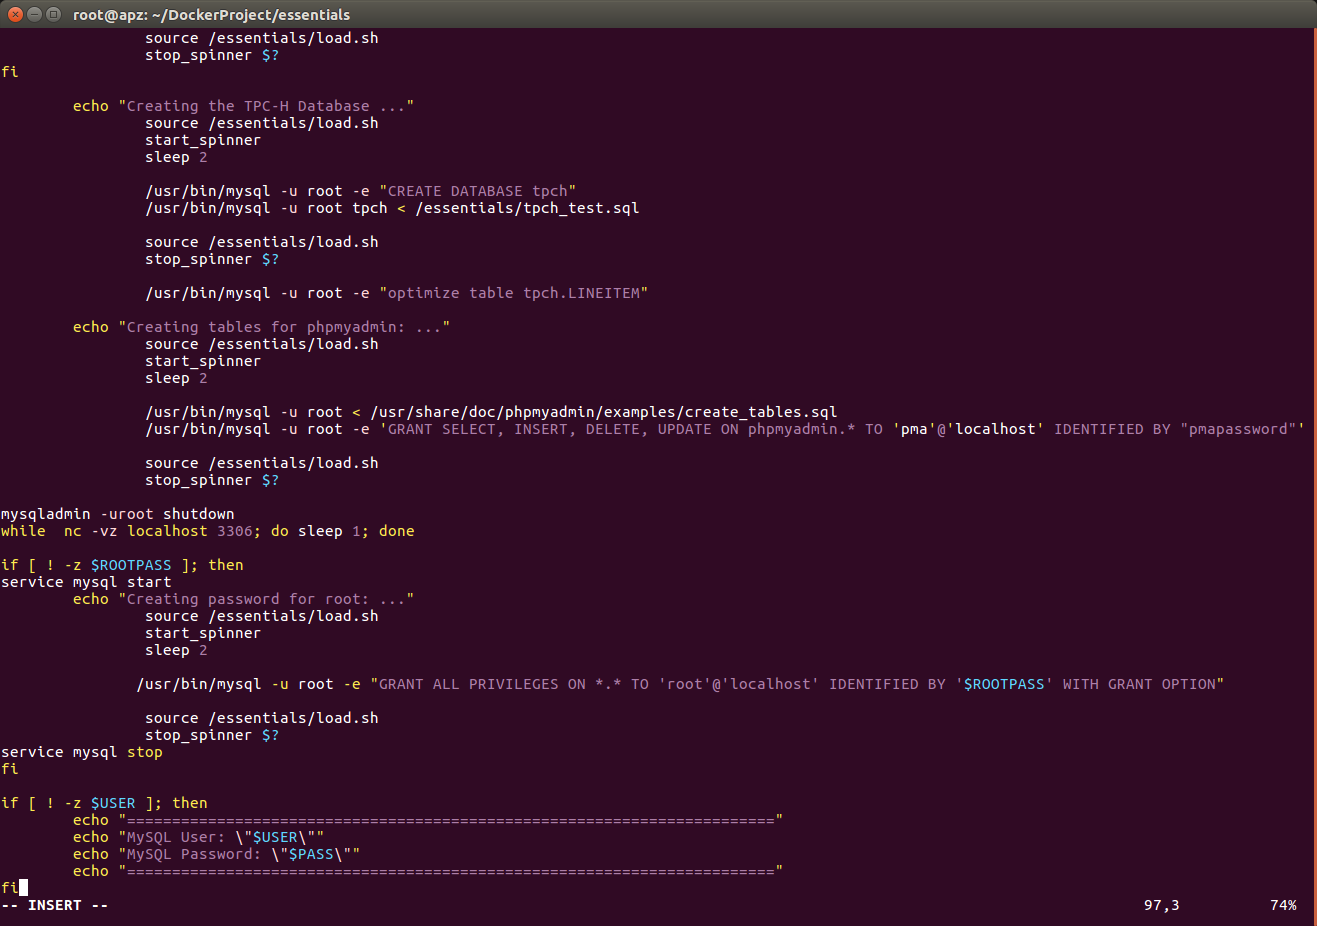 root@apz: ~/DockerProject/essentials
source /essentials/load.sh
stop_spinner $?
fi
echo "Creating the TPC-H Database ..."
source /essentials/load.sh
start_spinner
sleep 2
/usr/bin/mysql -u root -e "CREATE DATABASE tpch"
/usr/bin/mysql -u root tpch < /essentials/tpch_test.sql
source /essentials/load.sh
stop_spinner $?
/usr/bin/mysql -u root -e "optimize table tpch.LINEITEM"
echo "Creating tables for phpmyadmin: ..."
source /essentials/load.sh
start_spinner
sleep 2
/usr/bin/mysql -u root < /usr/share/doc/phpmyadmin/examples/create_tables.sql
/usr/bin/mysql -u root -e 'GRANT SELECT, INSERT, DELETE, UPDATE ON phpmyadmin.* TO 'pma'@'localhost' IDENTIFIED BY "pmapassword"'
source /essentials/load.sh
stop_spinner $?
mysqladmin -uroot shutdown
while  nc -vz localhost 3306; do sleep 1; done
if [ ! -z $ROOTPASS ]; then
service mysql start
echo "Creating password for root: ..."
source /essentials/load.sh
start_spinner
sleep 2
/usr/bin/mysql -u root -e "GRANT ALL PRIVILEGES ON *.* TO 'root'@'localhost' IDENTIFIED BY '$ROOTPASS' WITH GRANT OPTION"
source /essentials/load.sh
stop_spinner $?
service mysql stop
fi
if [ ! -z $USER ]; then
echo "========================================================================"
echo "MySQL User: \"$USER\""
echo "MySQL Password: \"$PASS\""
echo "========================================================================"
fi
-- INSERT -- 97,3 74%